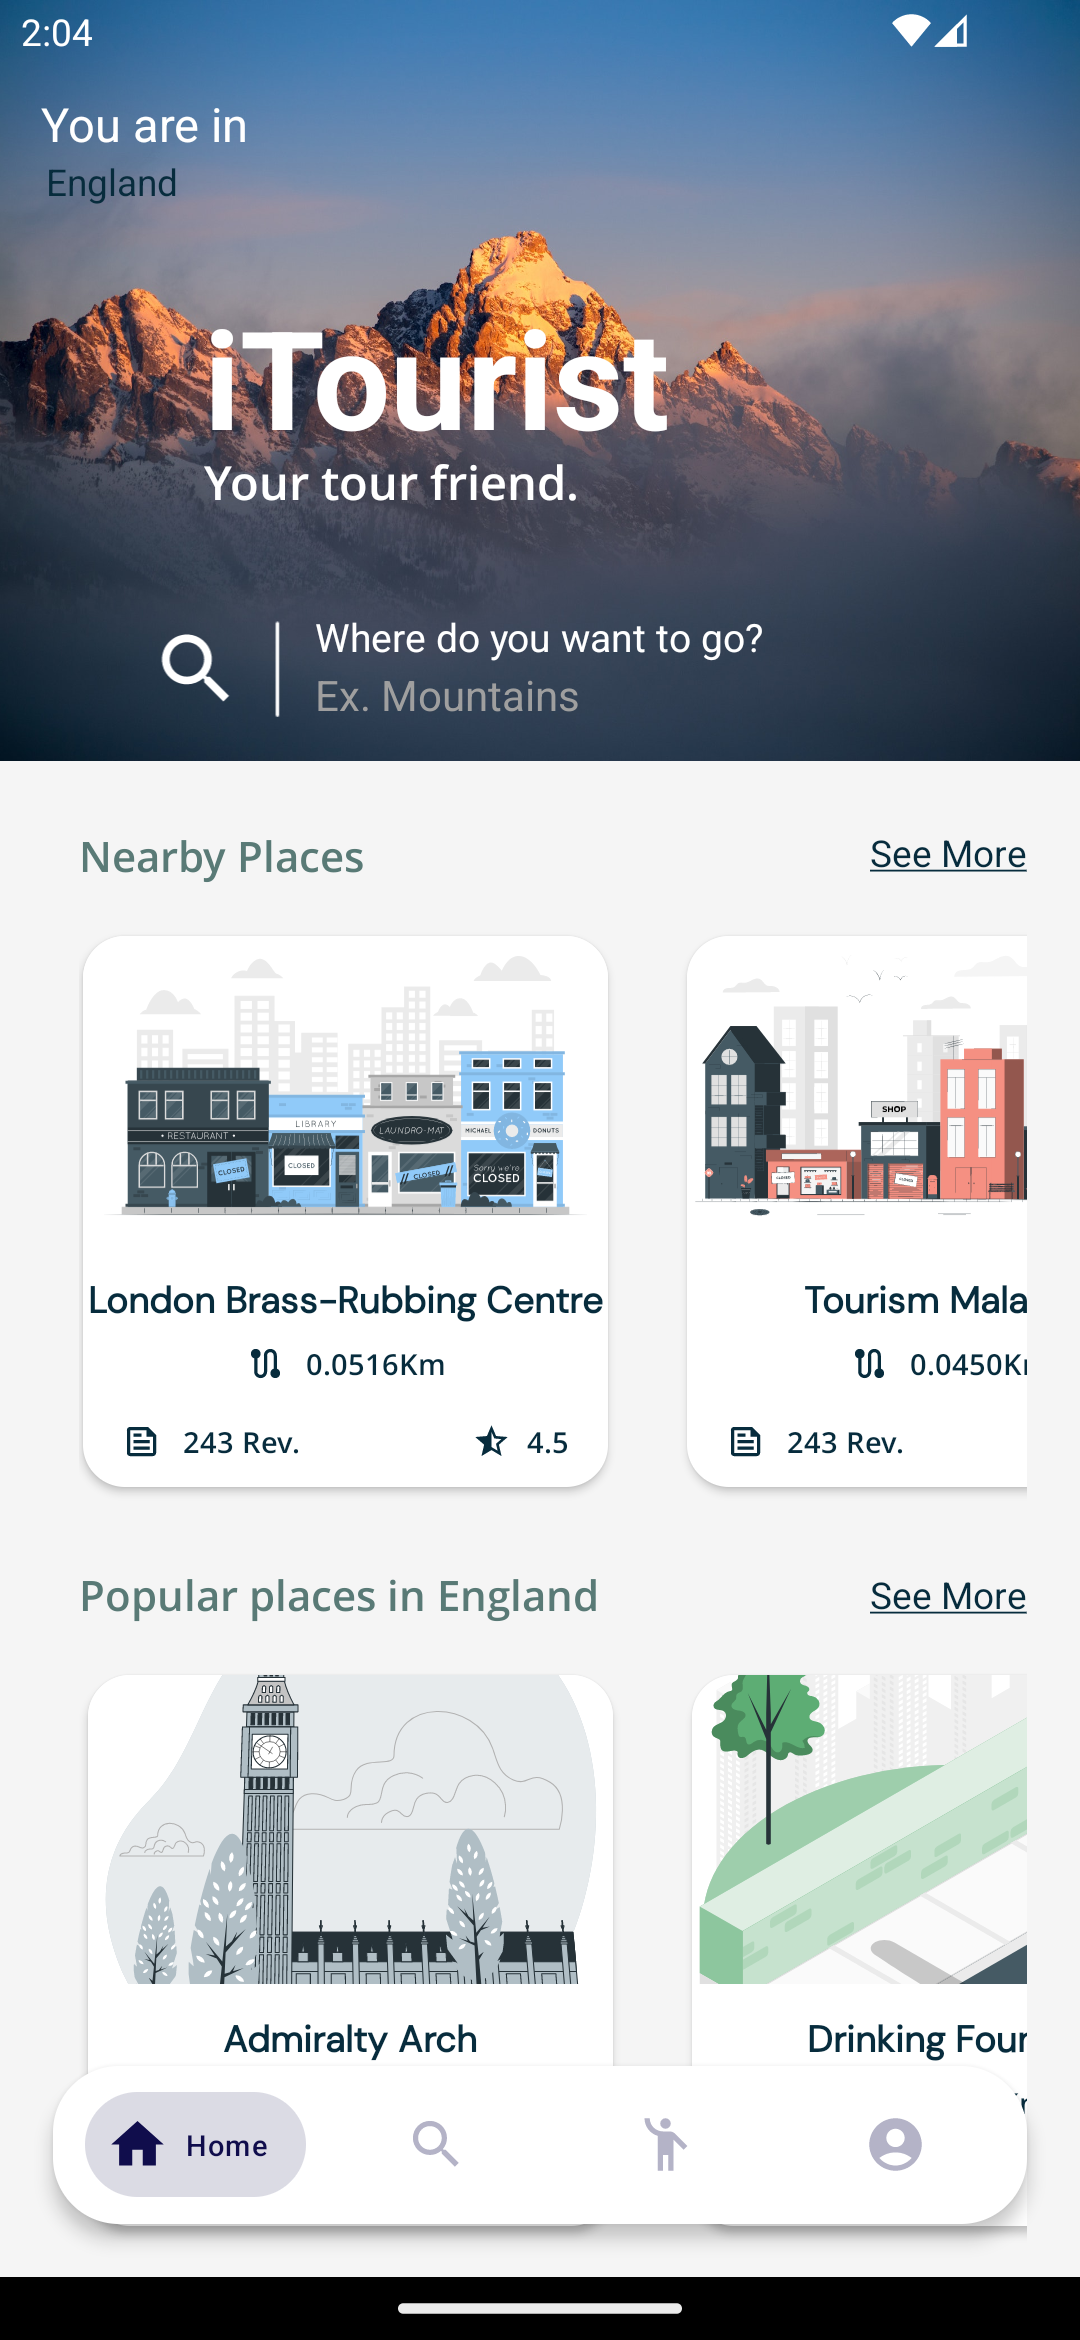 2:04
You are in
England
iTourist
Your tour friend.
Where do you want to go?
Ex. Mountains
Nearby Places
See More
• RESTAURANT •
CLOSED
LIBRARY
CLOSED
LAUNDRO-MAT
CLOSED
MICHAEL DONUTS
Sorry we're
CLOSED
SHOP
London Brass-Rubbing Centre
0.0516Km
243 Rev.
4.5
Tourism Mala
0.0450K
243 Rev.
Popular places in England
See More
Admiralty Arch
Drinking Four
Home